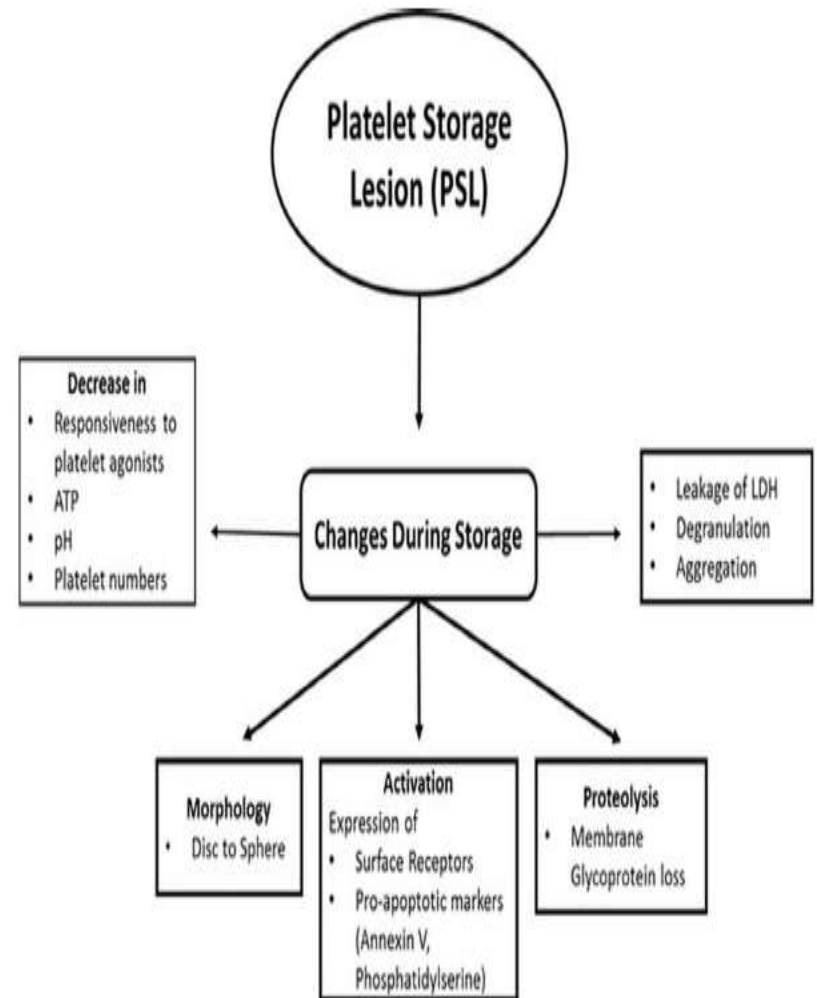 Platelet Storage
Lesion (PSL)
Decrease in
• Responsiveness to
platelet agonists
• ATP
• pH
• Platelet numbers
Changes During Storage
• Leakage of LDH
• Degranulation
• Aggregation
Morphology
• Disc to Sphere
Activation
Expression of
• Surface Receptors
• Pro-apoptotic markers
(Annexin V,
Phosphatidylserine)
Proteolysis
• Membrane
Glycoprotein loss